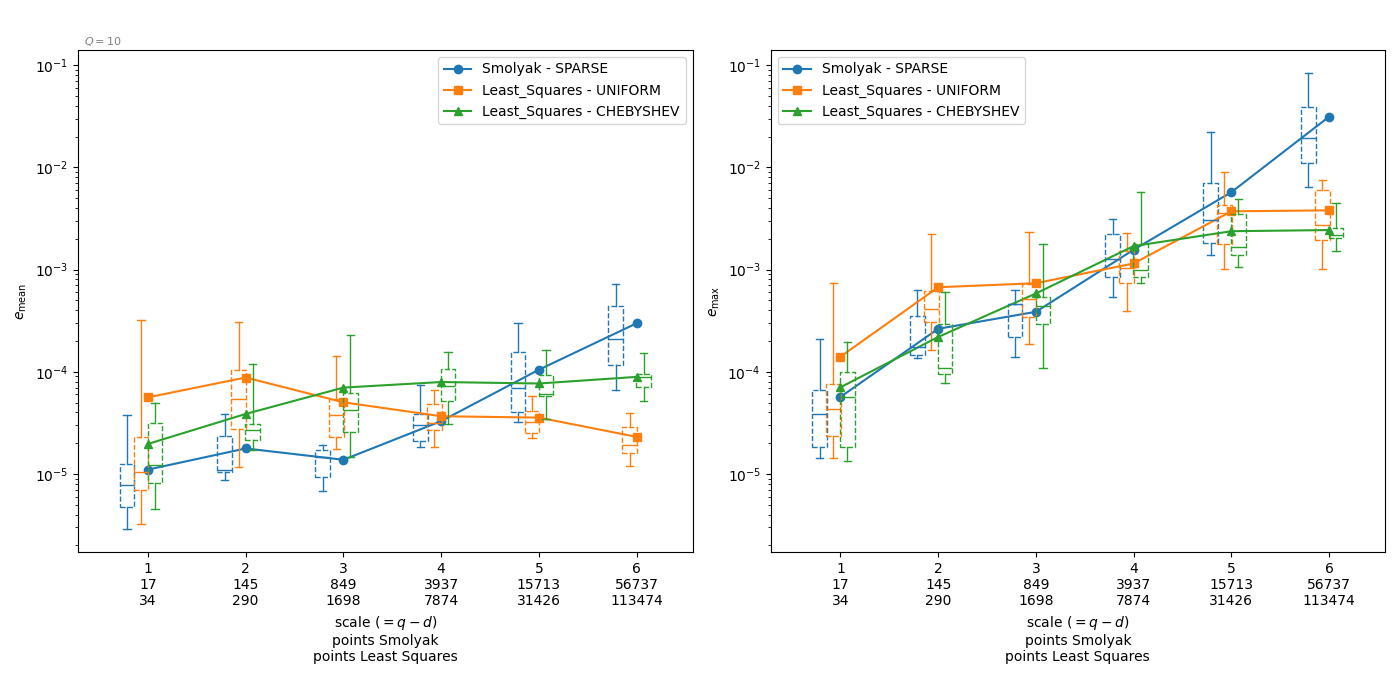 Q = 10
10⁻¹
10⁻²
10⁻³
10⁻⁴
10⁻⁵
e_mean
Smolyak - SPARSE
Least_Squares - UNIFORM
Least_Squares - CHEBYSHEV
1 2 3 4 5 6
17 145 849 3937 15713 56737
34 290 1698 7874 31426 113474
scale (= q − d)
points Smolyak
points Least Squares
10⁻¹
10⁻²
10⁻³
10⁻⁴
10⁻⁵
e_max
Smolyak - SPARSE
Least_Squares - UNIFORM
Least_Squares - CHEBYSHEV
1 2 3 4 5 6
17 145 849 3937 15713 56737
34 290 1698 7874 31426 113474
scale (= q − d)
points Smolyak
points Least Squares